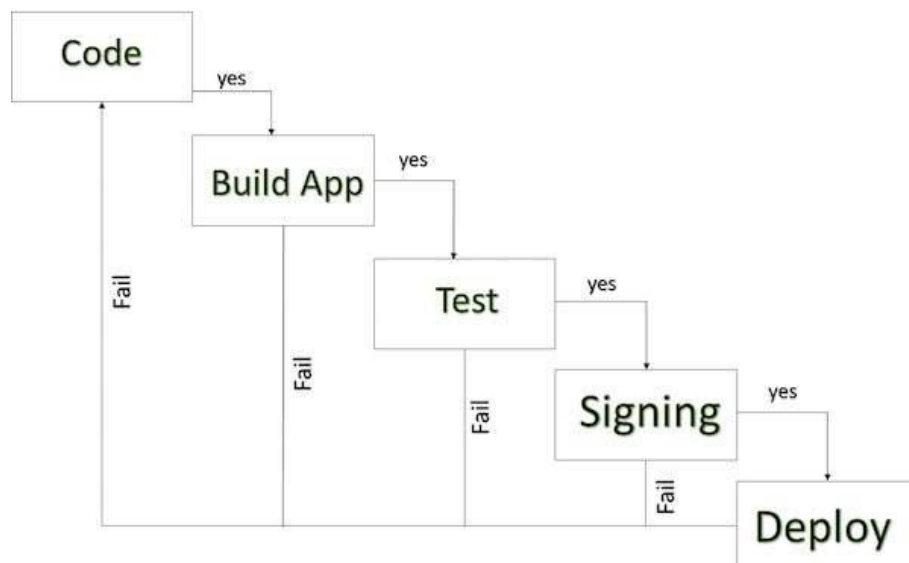 Code
yes
Build App
yes
Fail
Test
yes
Fail
Fail
Signing
yes
Fail
Deploy